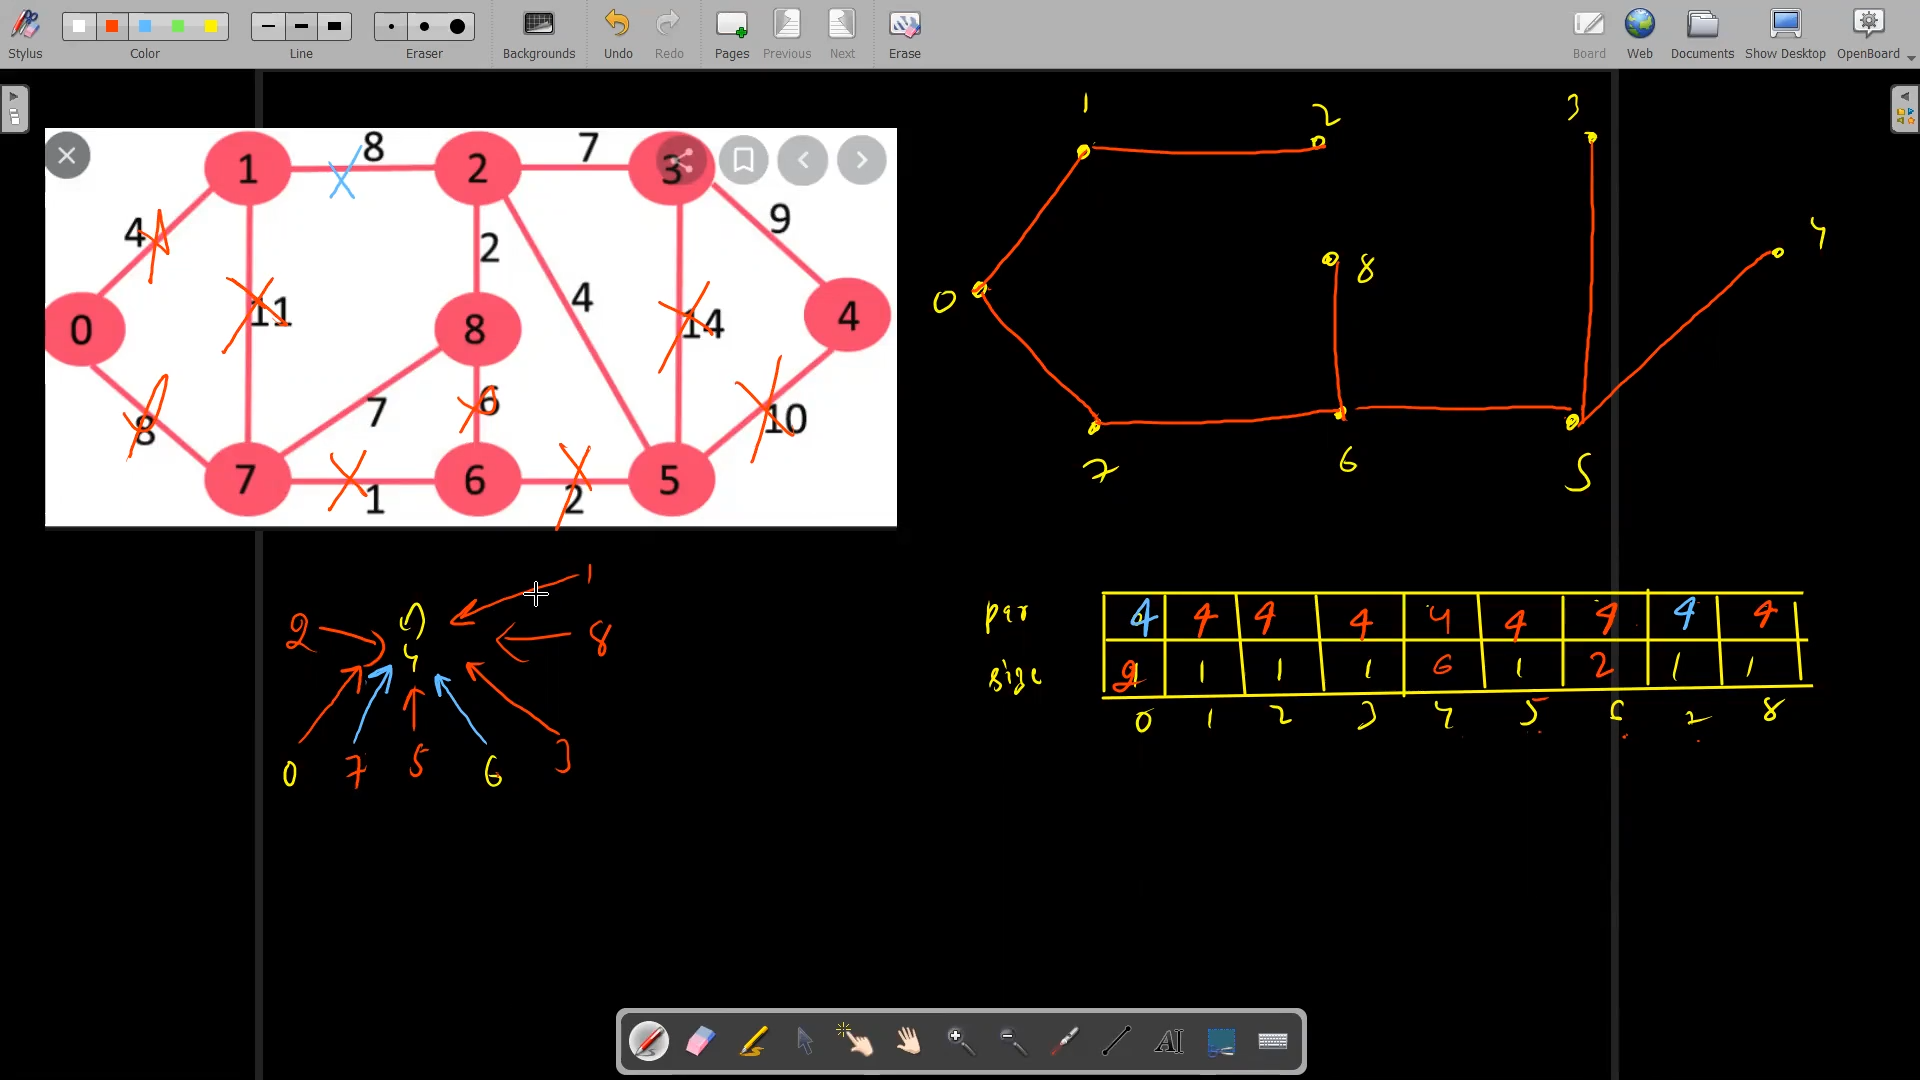 Stylus Color Line Eraser Backgrounds Undo Redo Pages Previous Next Erase Board Web Documents Show Desktop OpenBoard
1 8 2 7 3
4 9
11 2 4 14 4
0 8
8 7 6 10
7 1 6 2 5
1 2 3
0 8 4
7 6 5
2 1
4 8
0 7 5 6 3
par 4 4 4 4 4 4 4 4 4
size 2 1 1 1 6 1 2 1 1
0 1 2 3 4 5 6 7 8
AI